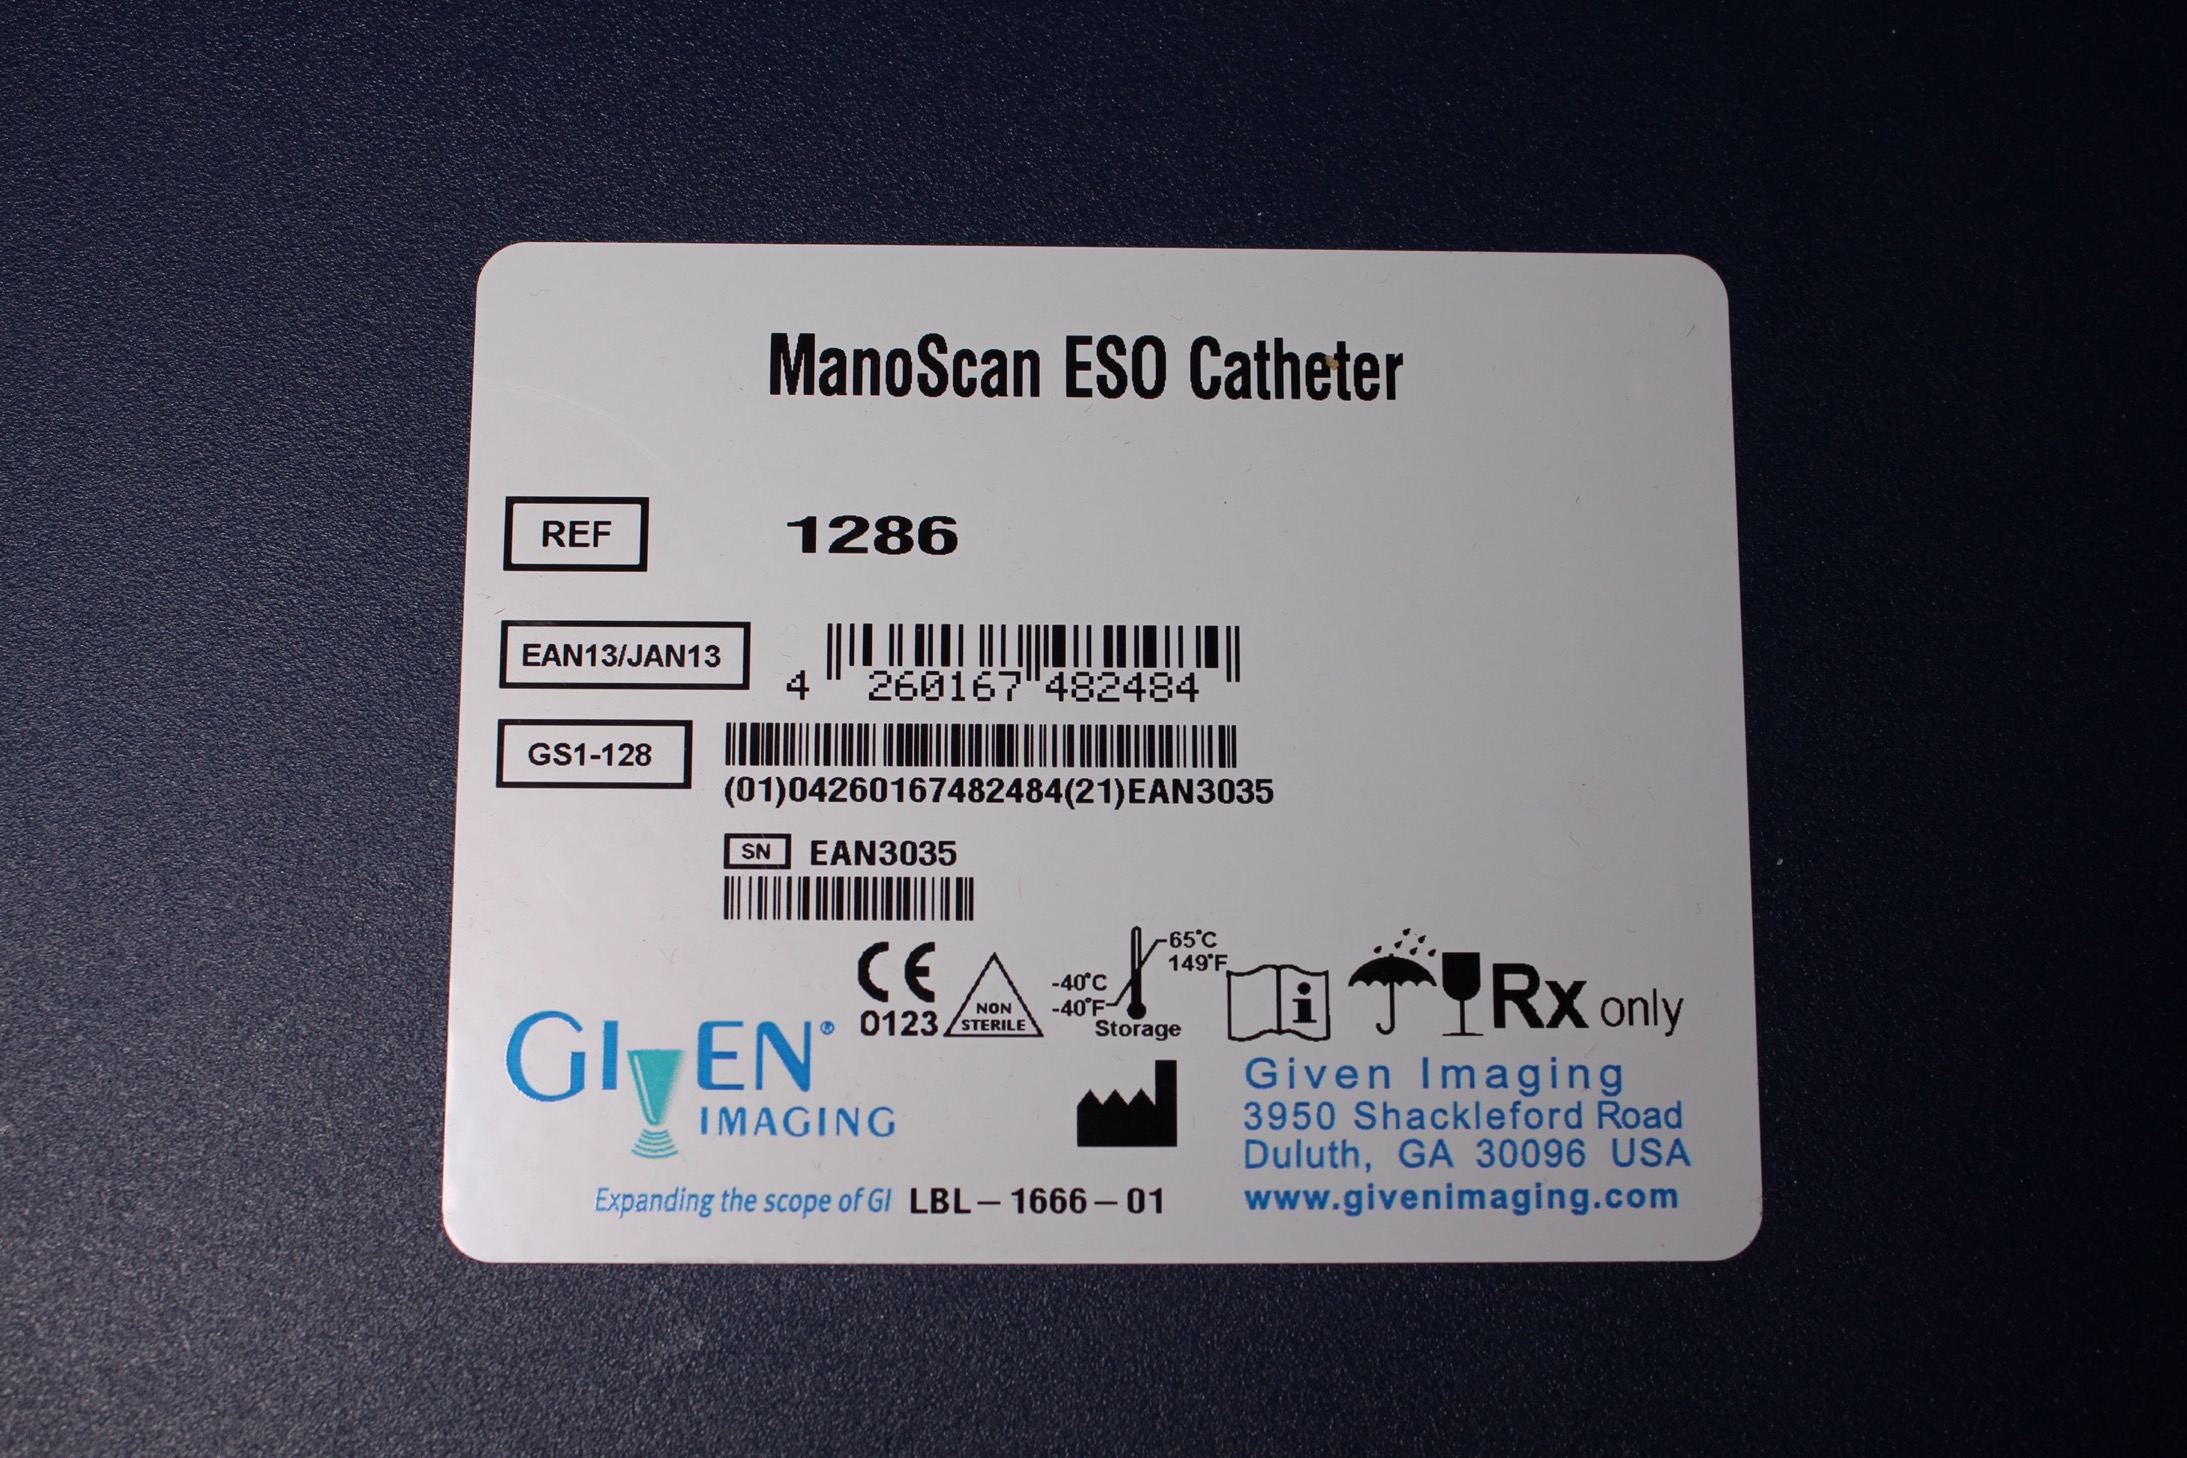 ManoScan ESO Catheter
REF 1286
EAN13/JAN13 4 260167 482484
GS1-128
(01)04260167482484(21)EAN3035
SN EAN3035
CE 0123
NON STERILE
-40°C
-40°F
65°C
149°F
Storage
i
Rx only
GIVEN® IMAGING
Expanding the scope of GI
LBL-1666-01
Given Imaging
3950 Shackleford Road
Duluth, GA 30096 USA
www.givenimaging.com